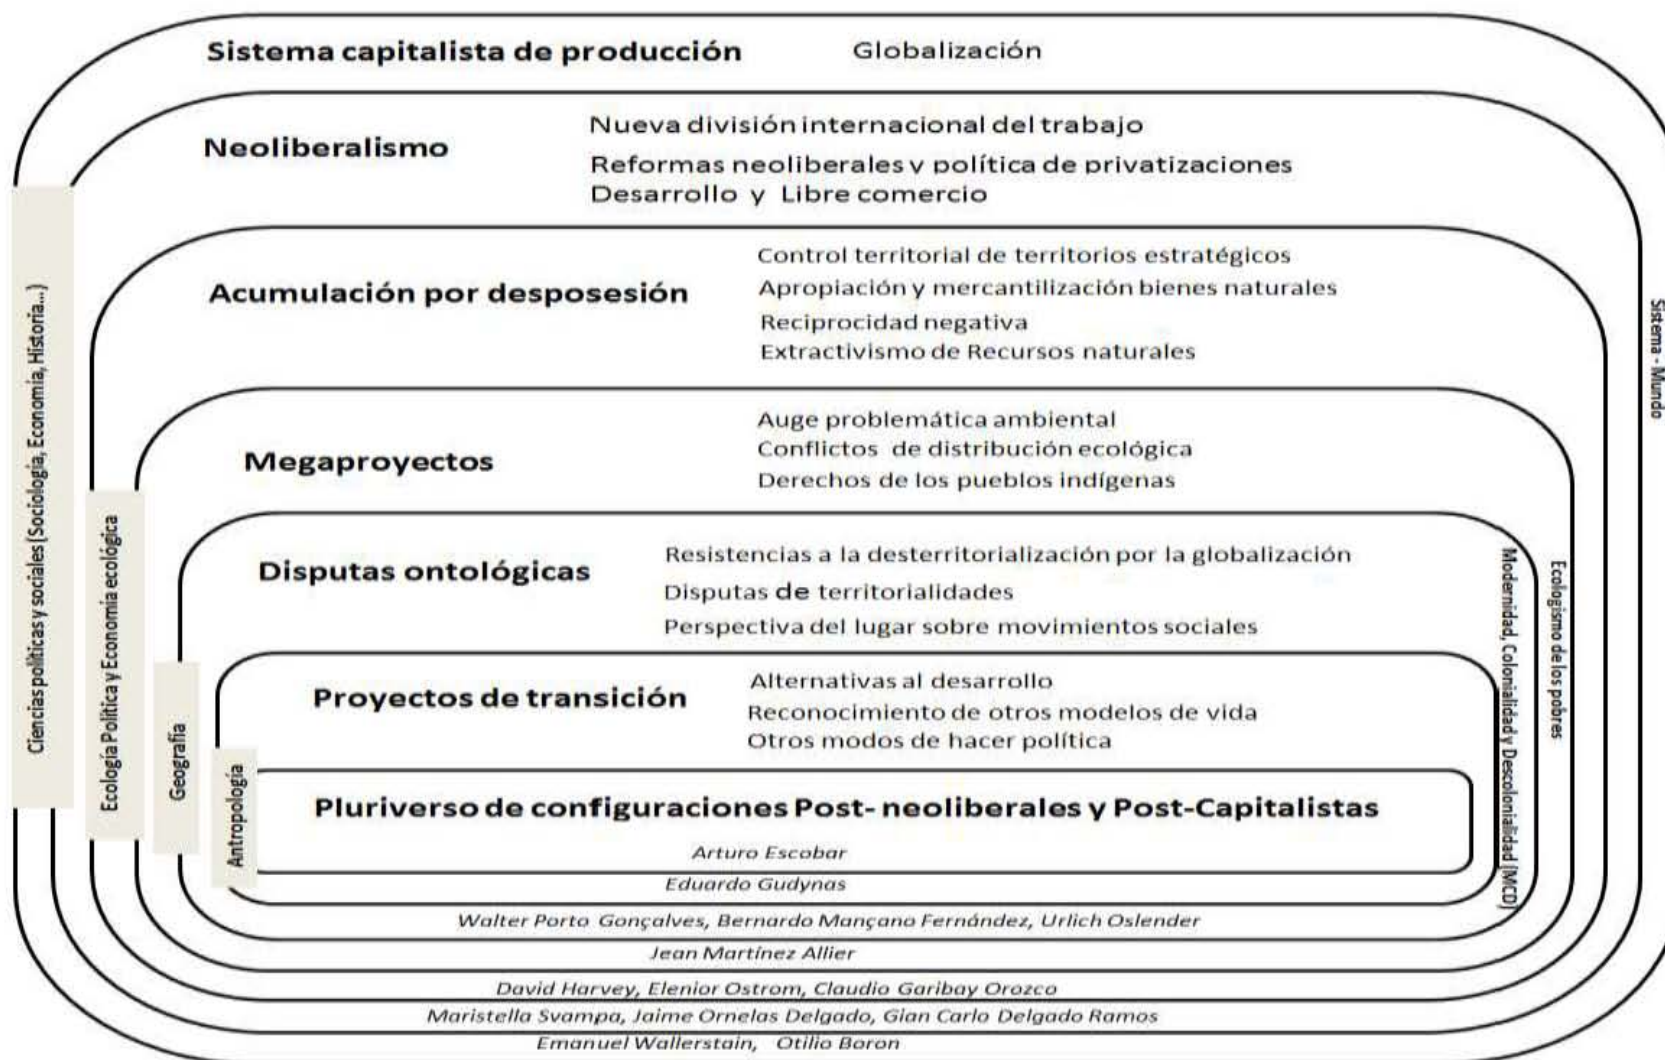 Sistema capitalista de producción
Globalización
Neoliberalismo
Nueva división internacional del trabajo
Reformas neoliberales y política de privatizaciones
Desarrollo y Libre comercio
Acumulación por desposesión
Control territorial de territorios estratégicos
Apropiación y mercantilización bienes naturales
Reciprocidad negativa
Extractivismo de Recursos naturales
Megaproyectos
Auge problemática ambiental
Conflictos de distribución ecológica
Derechos de los pueblos indígenas
Disputas ontológicas
Resistencias a la desterritorialización por la globalización
Disputas de territorialidades
Perspectiva del lugar sobre movimientos sociales
Proyectos de transición
Alternativas al desarrollo
Reconocimiento de otros modelos de vida
Otros modos de hacer política
Pluriverso de configuraciones Post- neoliberales y Post-Capitalistas
Arturo Escobar
Eduardo Gudynas
Walter Porto Gonçalves, Bernardo Mançano Fernández, Urlich Oslender
Jean Martínez Allier
David Harvey, Elenior Ostrom, Claudio Garibay Orozco
Maristella Svampa, Jaime Ornelas Delgado, Gian Carlo Delgado Ramos
Emanuel Wallerstain, Otilio Boron
Ciencias políticas y sociales (Sociología, Economía, Historia...)
Ecología Política y Economía ecológica
Geografía
Antropología
Modernidad, Colonialidad y Descolonialidad (MCD)
Ecologismo de los pobres
Sistema - Mundo